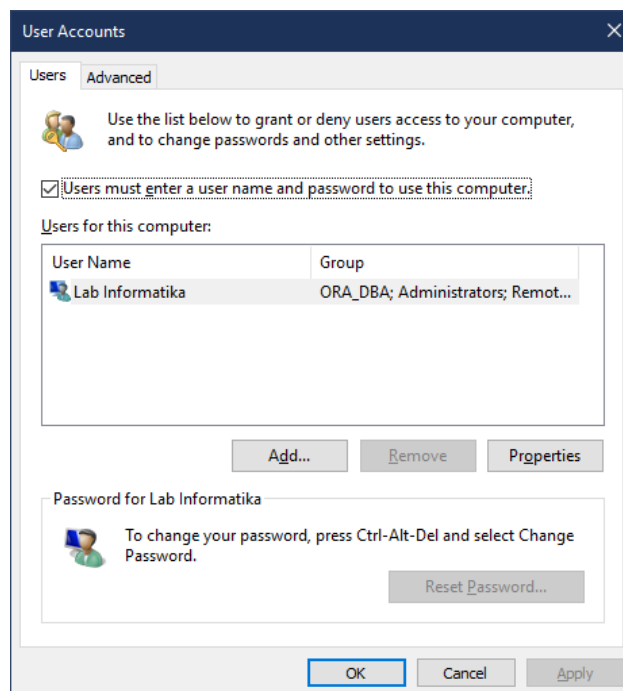 User Accounts
Users
Advanced
Use the list below to grant or deny users access to your computer,
and to change passwords and other settings.
Users must enter a user name and password to use this computer.
Users for this computer:
User Name
Group
Lab Informatika
ORA_DBA; Administrators; Remot...
Add...
Remove
Properties
Password for Lab Informatika
To change your password, press Ctrl-Alt-Del and select Change
Password.
Reset Password...
OK
Cancel
Apply